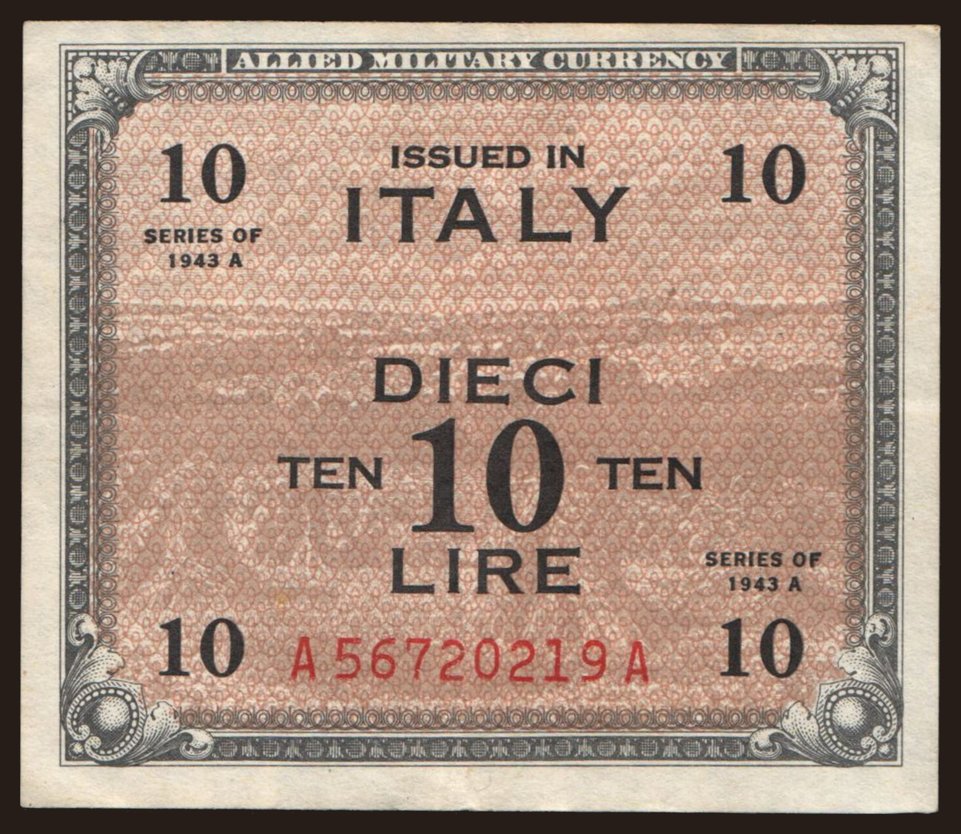 ALLIED MILITARY CURRENCY
10 ISSUED IN 10
ITALY
SERIES OF
1943 A
DIECI
TEN 10 TEN
LIRE
SERIES OF
1943 A
10 A56720219A 10